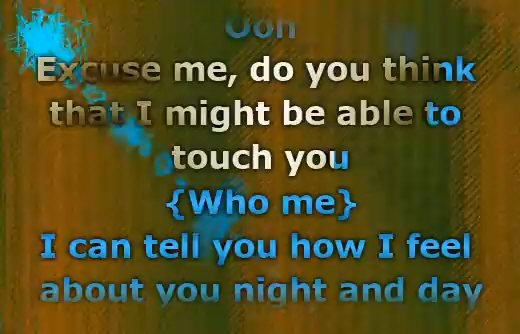 Ooh
Excuse me, do you think
that I might be able to
touch you
{Who me}
I can tell you how I feel
about you night and day